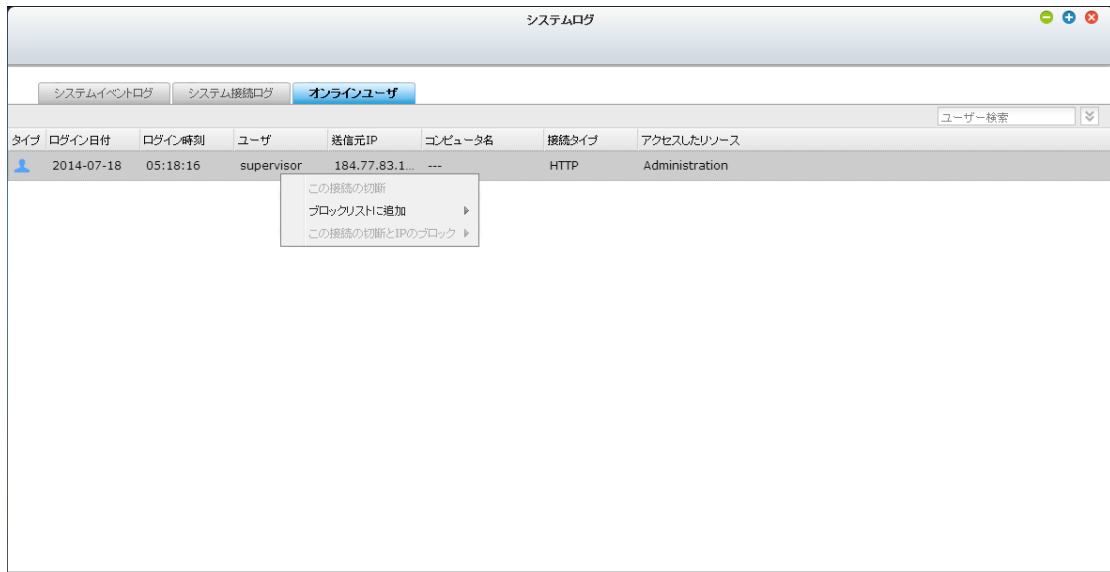 システムログ
システムイベントログ システム接続ログ オンラインユーザ
ユーザー検索
タイプ ログイン日付 ログイン時刻 ユーザ 送信元IP コンピュータ名 接続タイプ アクセスしたリソース
2014-07-18 05:18:16 supervisor 184.77.83.1... --- HTTP Administration
この接続の切断
ブロックリストに追加
この接続の切断とIPのブロック